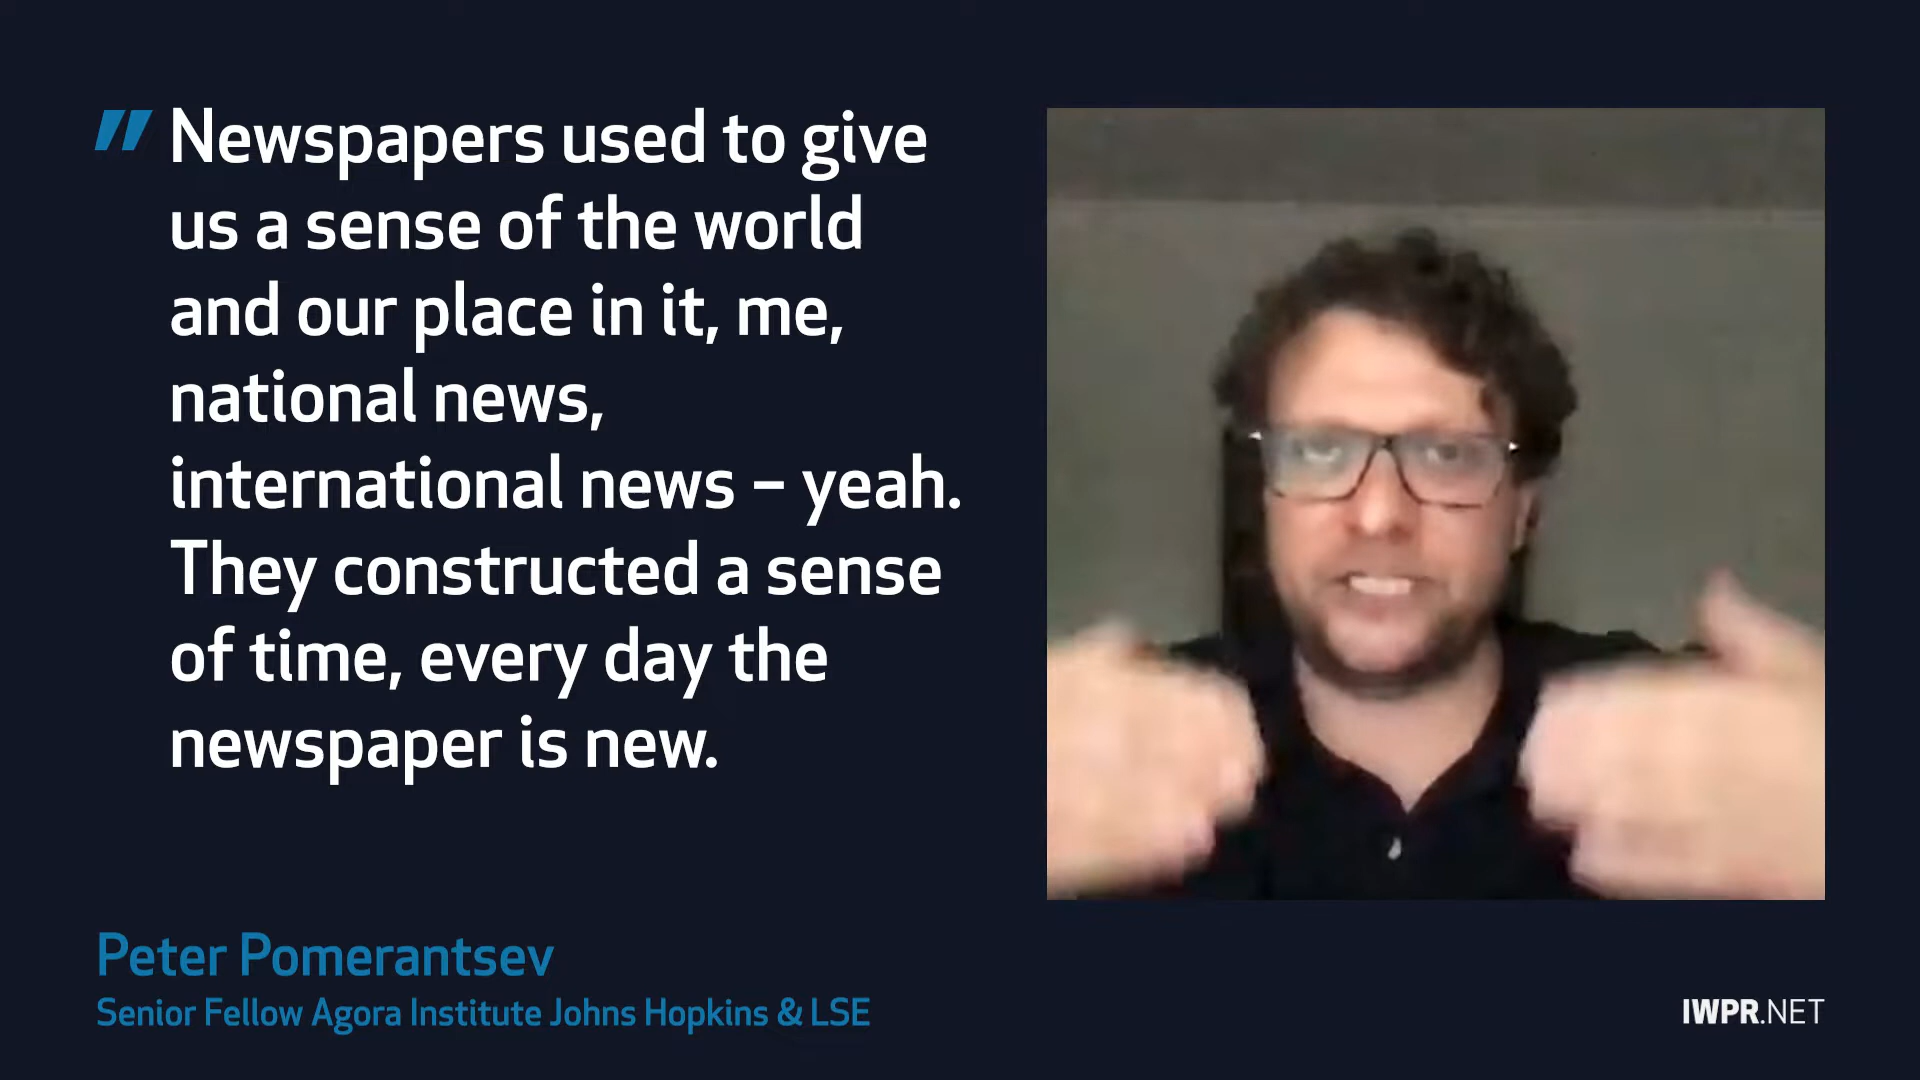 " Newspapers used to give
us a sense of the world
and our place in it, me,
national news,
international news – yeah.
They constructed a sense
of time, every day the
newspaper is new.
Peter Pomerantsev
Senior Fellow Agora Institute Johns Hopkins & LSE
IWPR.NET